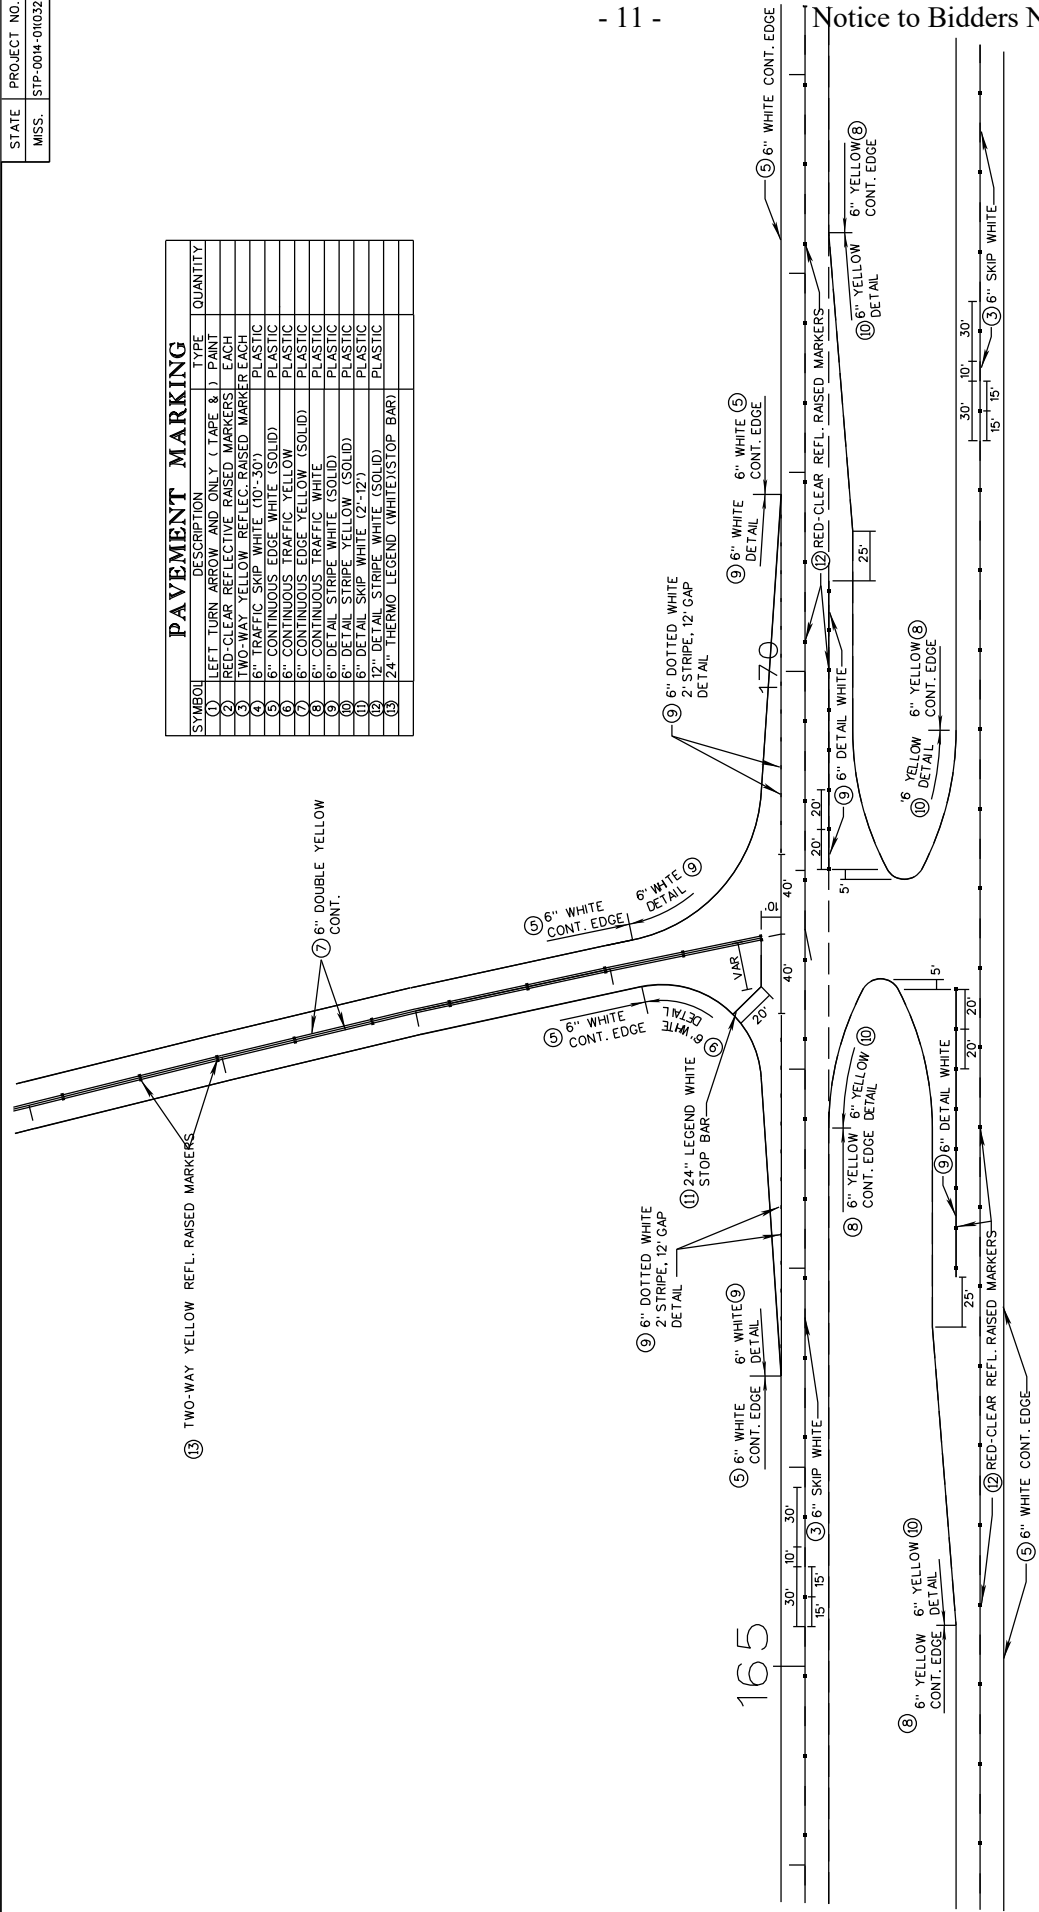 - 11 -
Notice to Bidders N
STATE PROJECT NO.
MISS. STP-0014-01(032
PAVEMENT MARKING
SYMBOL DESCRIPTION TYPE QUANTITY
① LEFT TURN ARROW AND ONLY (TAPE & ) PAINT
② RED-CLEAR REFLECTIVE RAISED MARKERS EACH
③ TWO-WAY YELLOW REFLEC. RAISED MARKER EACH
④ 6" TRAFFIC SKIP WHITE (10'-30') PLASTIC
⑤ 6" CONTINUOUS EDGE WHITE (SOLID) PLASTIC
⑥ 6" CONTINUOUS TRAFFIC YELLOW PLASTIC
⑦ 6" CONTINUOUS EDGE YELLOW (SOLID) PLASTIC
⑧ 6" CONTINUOUS TRAFFIC WHITE PLASTIC
⑨ 6" DETAIL STRIPE WHITE (SOLID) PLASTIC
⑩ 6" DETAIL STRIPE YELLOW (SOLID) PLASTIC
⑪ 6" DETAIL SKIP WHITE (2'-12') PLASTIC
⑫ 12" DETAIL STRIPE WHITE (SOLID) PLASTIC
⑬ 24" THERMO LEGEND (WHITE)(STOP BAR)
⑬ TWO-WAY YELLOW REFL. RAISED MARKERS
⑦ 6" DOUBLE YELLOW
CONT.
⑤ 6" WHITE
CONT. EDGE
6" WHITE ⑨
DETAIL
⑤ 6" WHITE
CONT. EDGE
⑨ 6" WHITE
DETAIL
VAR
20'
10'
40'
40'
⑪ 24" LEGEND WHITE
STOP BAR
⑨ 6" DOTTED WHITE
2' STRIPE, 12' GAP
DETAIL
⑨ 6" DOTTED WHITE
2' STRIPE, 12' GAP
DETAIL
⑤ 6" WHITE
CONT. EDGE
6" WHITE ⑨
DETAIL
⑨ 6" WHITE
DETAIL
6" WHITE ⑤
CONT. EDGE
⑤ 6" WHITE CONT. EDGE
165
170
30' 10' 30'
15' 15'
③ 6" SKIP WHITE
⑫ RED-CLEAR REFL. RAISED MARKERS
20' 20'
⑨ 6" DETAIL WHITE
5'
25'
⑩ 6" YELLOW
DETAIL
6" YELLOW ⑧
CONT. EDGE
⑧ 6" YELLOW
CONT. EDGE
6" YELLOW ⑩
DETAIL
5'
'6 YELLOW
⑩ DETAIL
6" YELLOW ⑧
CONT. EDGE
20' 20'
⑨ 6" DETAIL WHITE
25'
⑧ 6" YELLOW
CONT. EDGE
6" YELLOW ⑩
DETAIL
⑫ RED-CLEAR REFL. RAISED MARKERS
30' 10' 30'
15' 15'
③ 6" SKIP WHITE
⑤ 6" WHITE CONT. EDGE